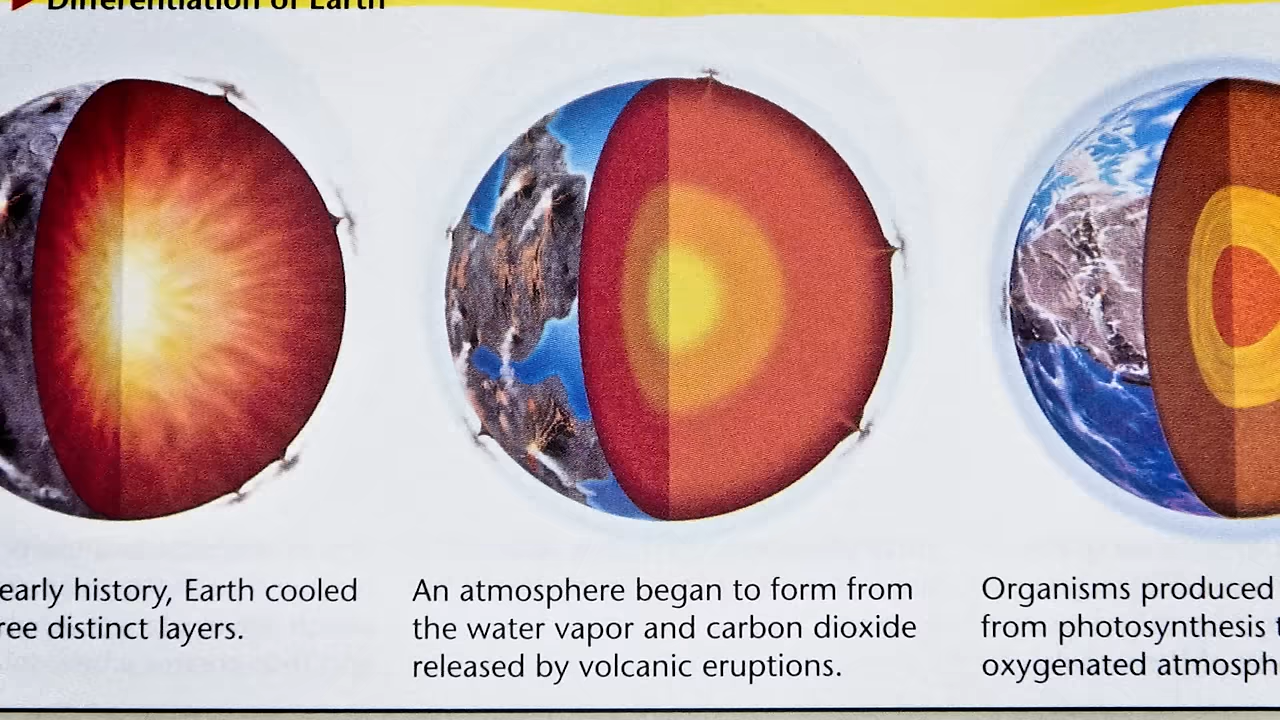 Differentiation of Earth
early history, Earth cooled
ree distinct layers.
An atmosphere began to form from
the water vapor and carbon dioxide
released by volcanic eruptions.
Organisms produced
from photosynthesis t
oxygenated atmosph